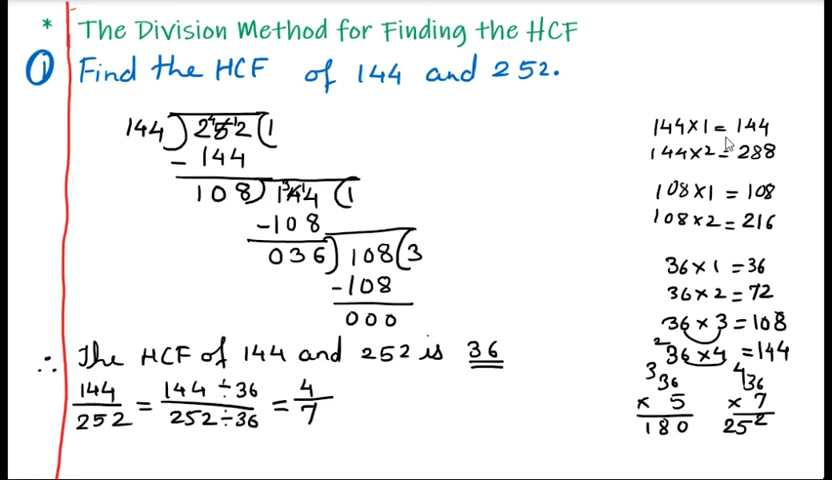 * The Division Method for Finding the HCF
① Find the HCF of 144 and 252.
144 ) 252 ( 1
- 144
108 ) 144 ( 1
-108
036 ) 108 ( 3
-108
000
∴ The HCF of 144 and 252 is 36
144/252 = 144 ÷ 36/252 ÷ 36 = 4/7
144 × 1 = 144
144 × 2 = 288
108 × 1 = 108
108 × 2 = 216
36 × 1 = 36
36 × 2 = 72
36 × 3 = 108
36 × 4 = 144
36
× 5
180
36
× 7
252